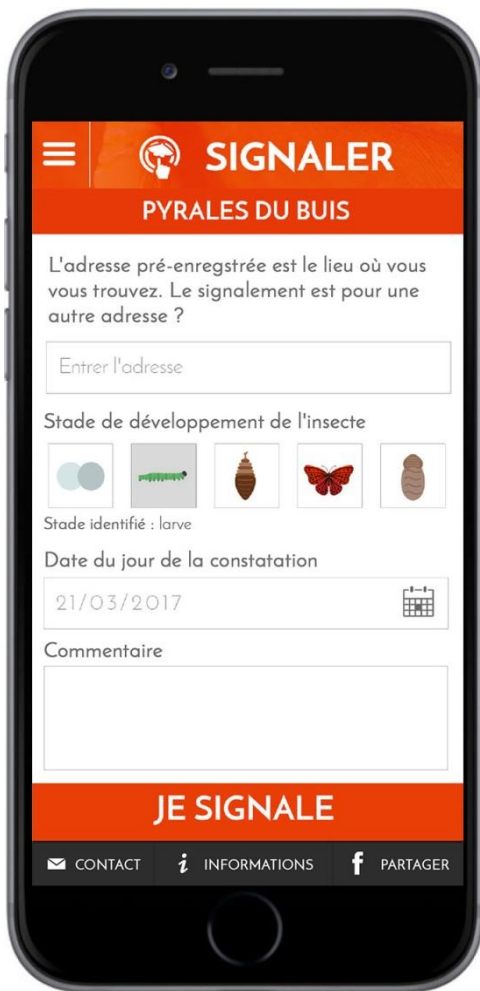 SIGNALER
PYRALES DU BUIS
L'adresse pré-enregstrée est le lieu où vous
vous trouvez. Le signalement est pour une
autre adresse ?
Entrer l'adresse
Stade de développement de l'insecte
Stade identifié : larve
Date du jour de la constatation
21/03/2017
Commentaire
JE SIGNALE
CONTACT
INFORMATIONS
PARTAGER